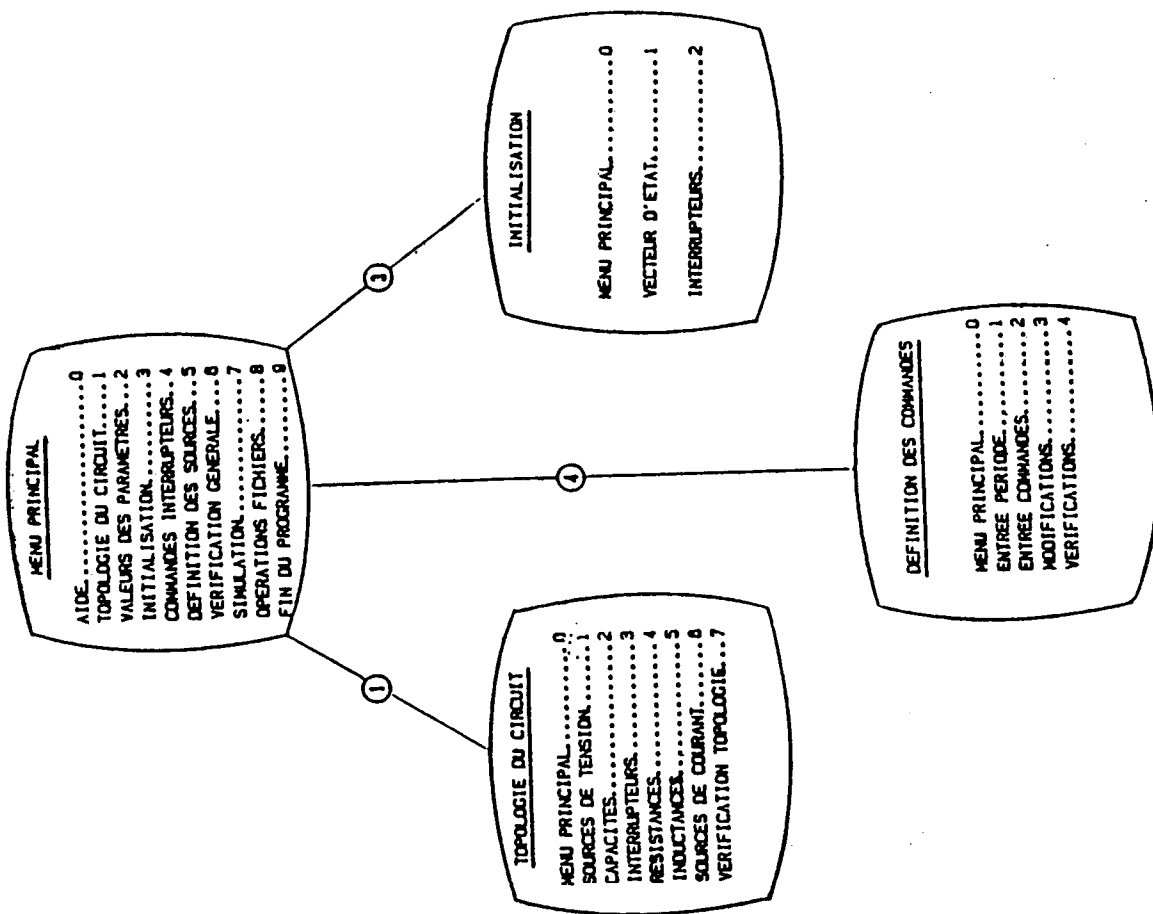 MENU PRINCIPAL
AIDE....................0
TOPOLOGIE DU CIRCUIT.....1
VALEURS DES PARAMETRES...2
INITIALISATION...........3
COMMANDES INTERRUPTEURS..4
DEFINITION DES SOURCES...5
VERIFICATION GENERALE....6
SIMULATION...............7
OPERATIONS FICHIERS......8
FIN DU PROGRAMME.........9
1
4
3
TOPOLOGIE DU CIRCUIT
MENU PRINCIPAL...........0
SOURCES DE TENSION.......1
CAPACITES................2
INTERRUPTEURS............3
RESISTANCES..............4
INDUCTANCES..............5
SOURCES DE COURANT.......6
VERIFICATION TOPOLOGIE...7
DEFINITION DES COMMANDES
MENU PRINCIPAL..........0
ENTREE PERIODE..........1
ENTREE COMMANDES........2
MODIFICATIONS...........3
VERIFICATIONS...........4
INITIALISATION
MENU PRINCIPAL..........0
VECTEUR D'ETAT..........1
INTERRUPTEURS...........2